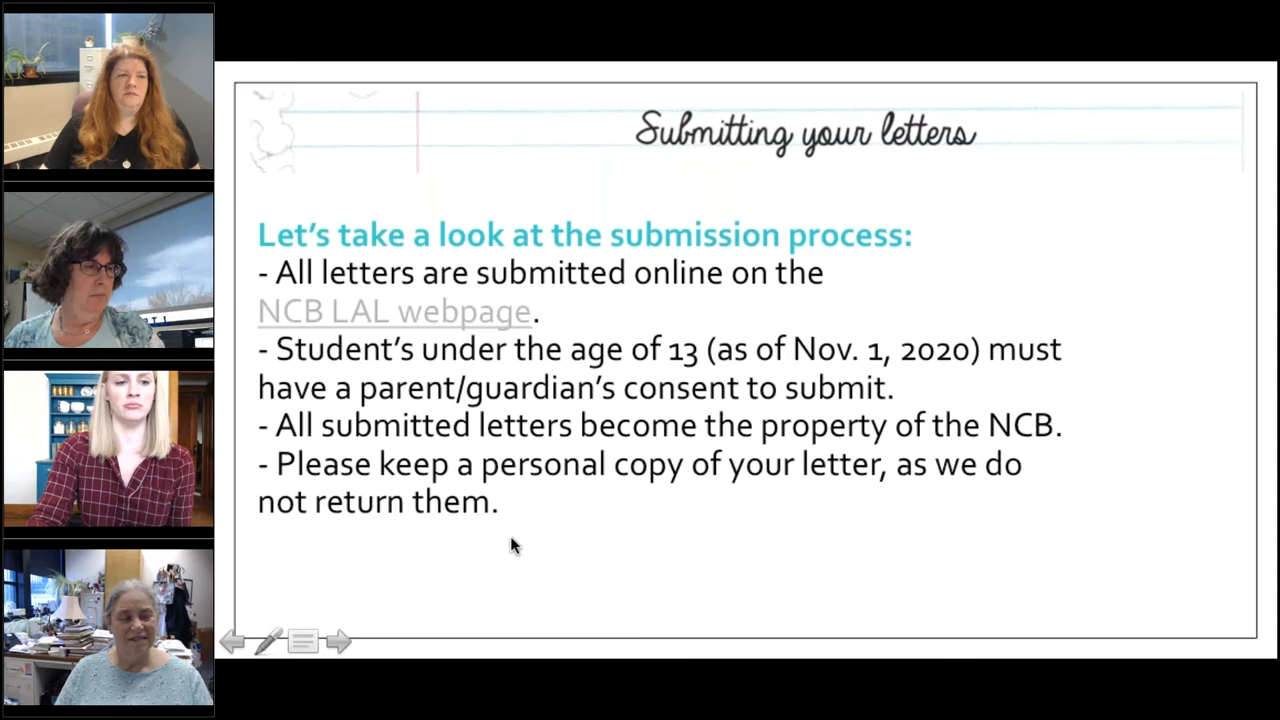 Submitting your letters
Let's take a look at the submission process:
- All letters are submitted online on the
NCB LAL webpage.
- Student's under the age of 13 (as of Nov. 1, 2020) must
have a parent/guardian's consent to submit.
- All submitted letters become the property of the NCB.
- Please keep a personal copy of your letter, as we do
not return them.